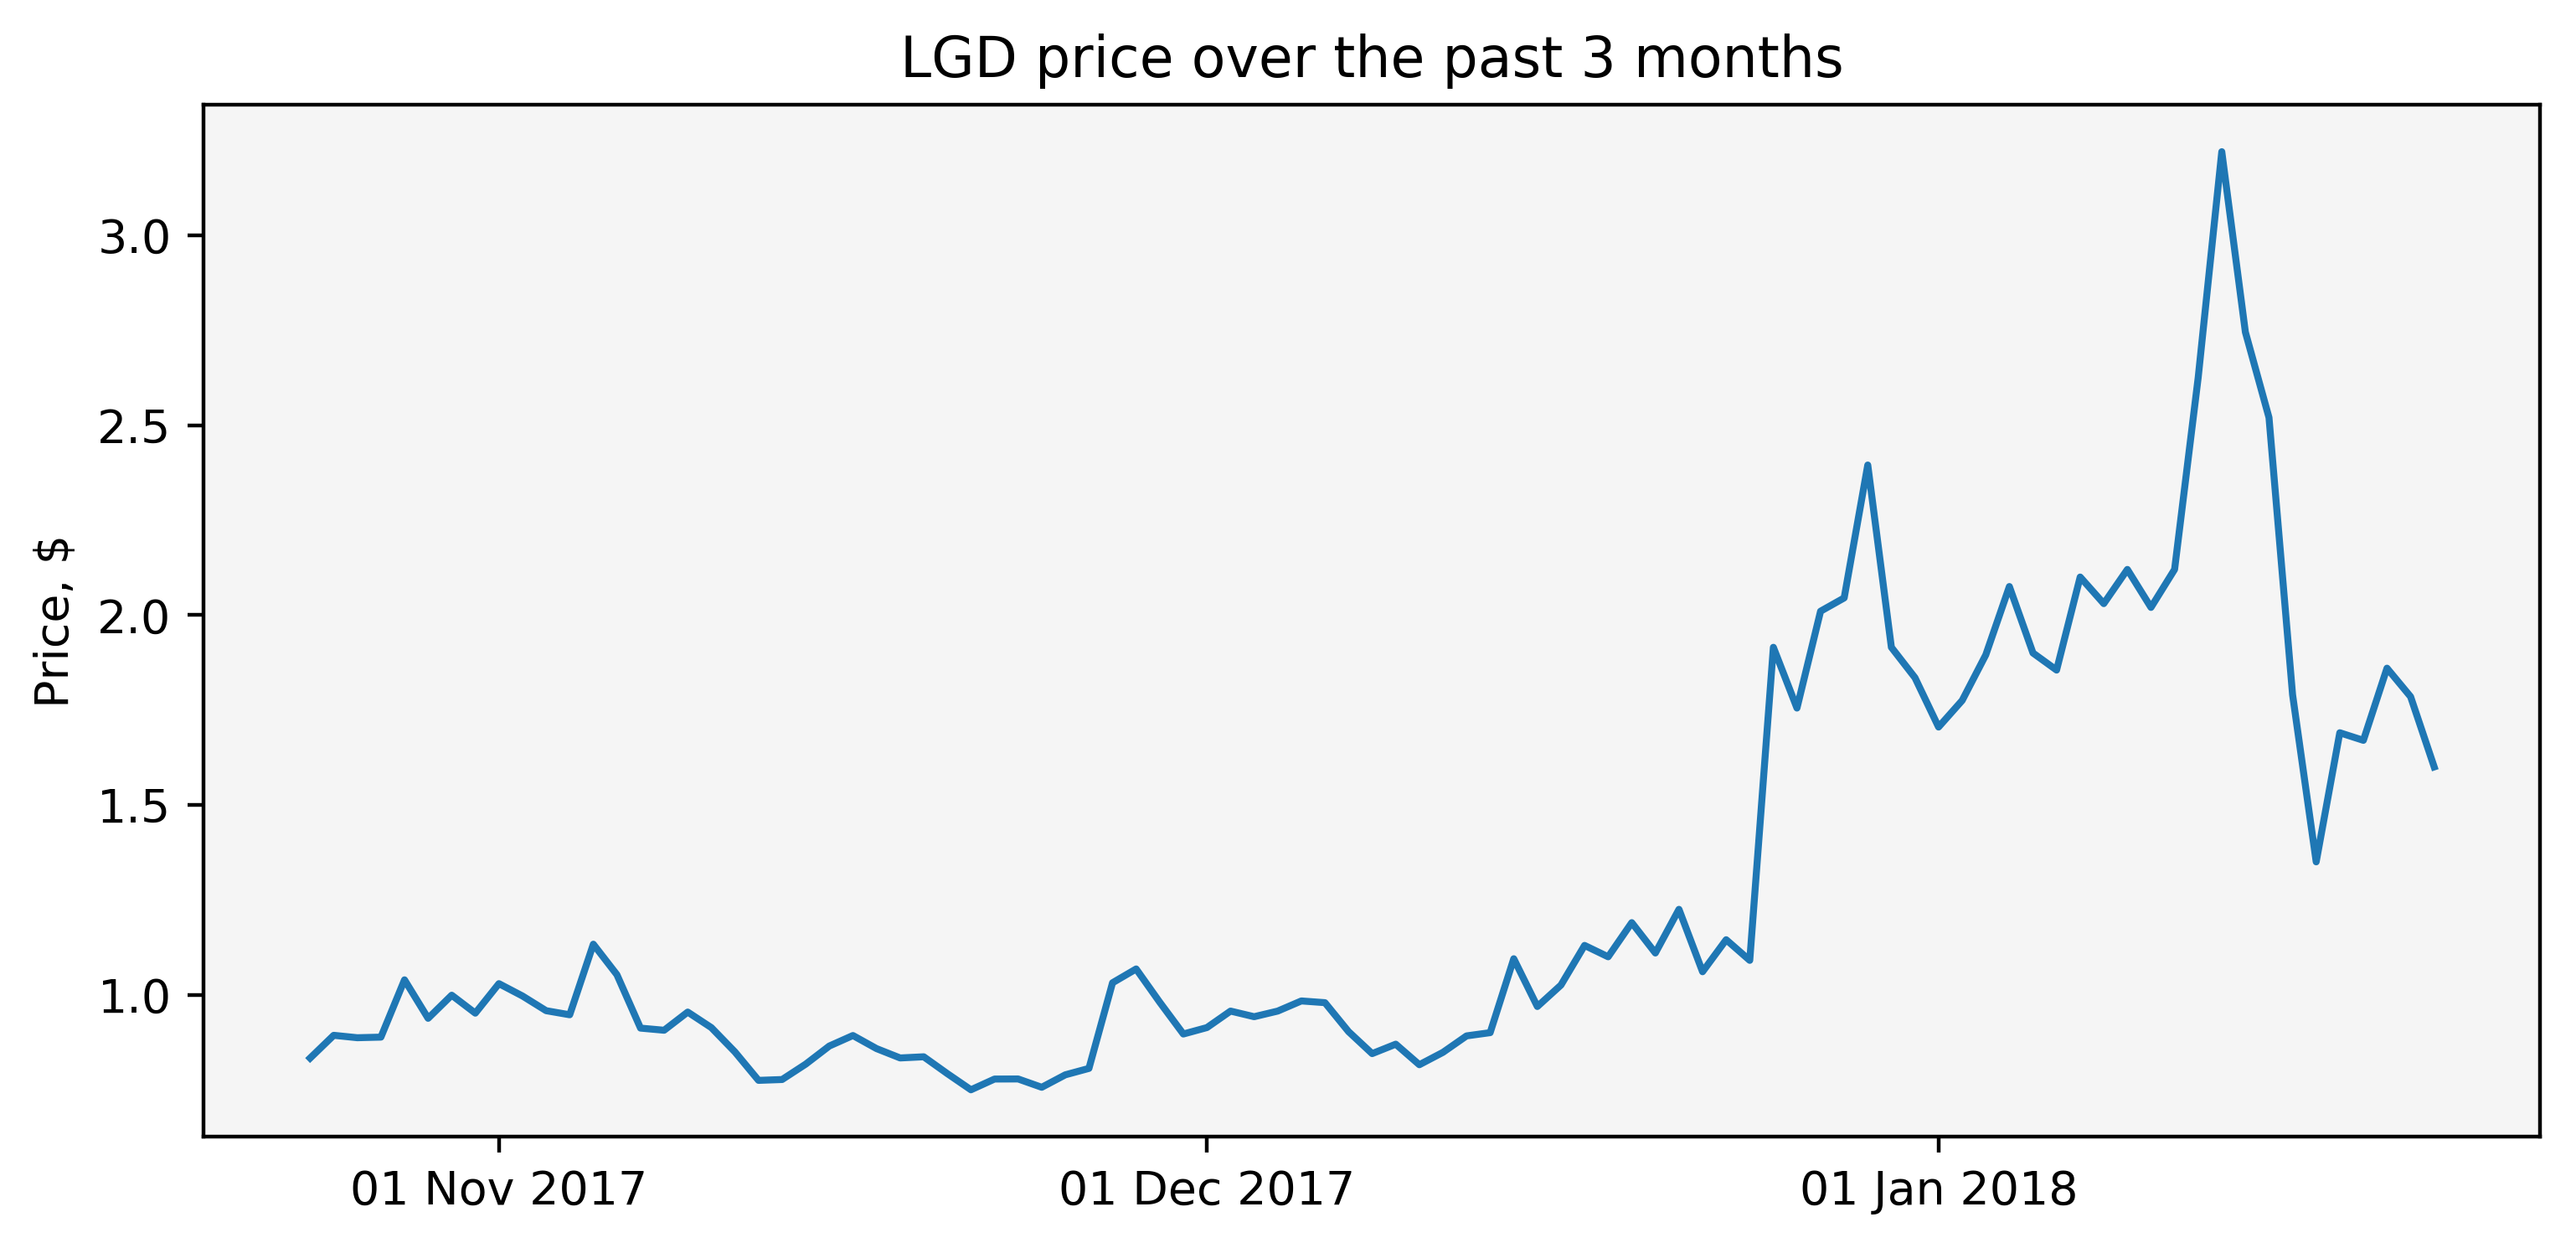 LGD price over the past 3 months
Price, $
3.0
2.5
2.0
1.5
1.0
01 Nov 2017
01 Dec 2017
01 Jan 2018